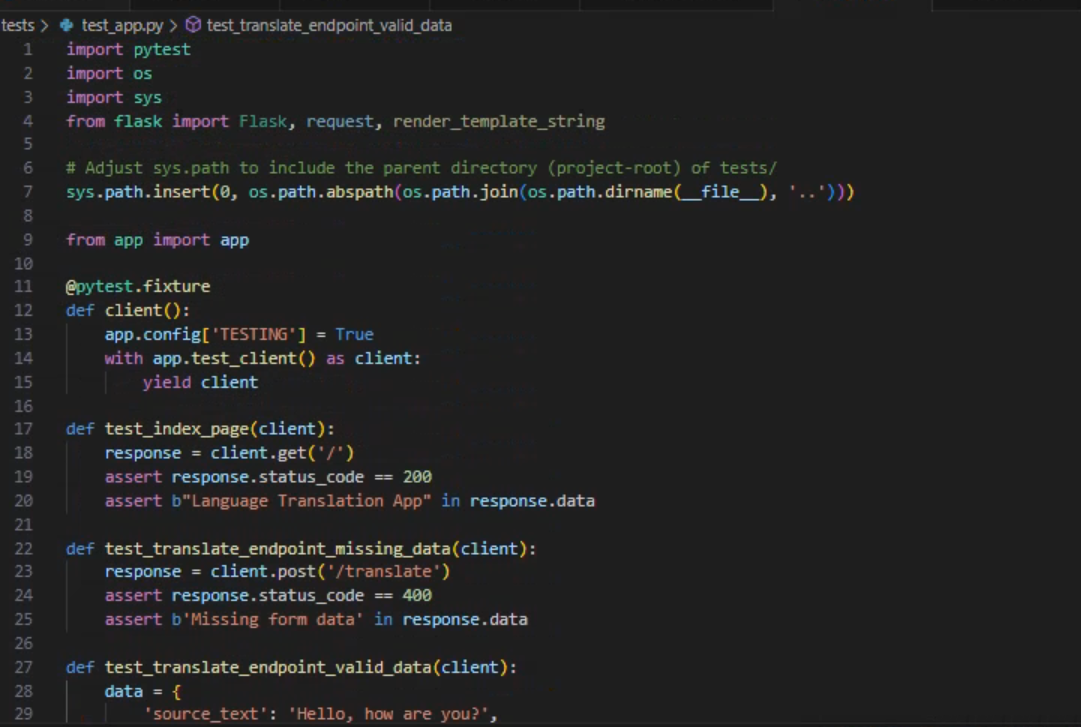 tests > test_app.py > test_translate_endpoint_valid_data
1 import pytest
2 import os
3 import sys
4 from flask import Flask, request, render_template_string
5
6 # Adjust sys.path to include the parent directory (project-root) of tests/
7 sys.path.insert(0, os.path.abspath(os.path.join(os.path.dirname(__file__), '..')))
8
9 from app import app
10
11 @pytest.fixture
12 def client():
13     app.config['TESTING'] = True
14     with app.test_client() as client:
15         yield client
16
17 def test_index_page(client):
18     response = client.get('/')
19     assert response.status_code == 200
20     assert b"Language Translation App" in response.data
21
22 def test_translate_endpoint_missing_data(client):
23     response = client.post('/translate')
24     assert response.status_code == 400
25     assert b'Missing form data' in response.data
26
27 def test_translate_endpoint_valid_data(client):
28     data = {
29         'source_text': 'Hello, how are you?',